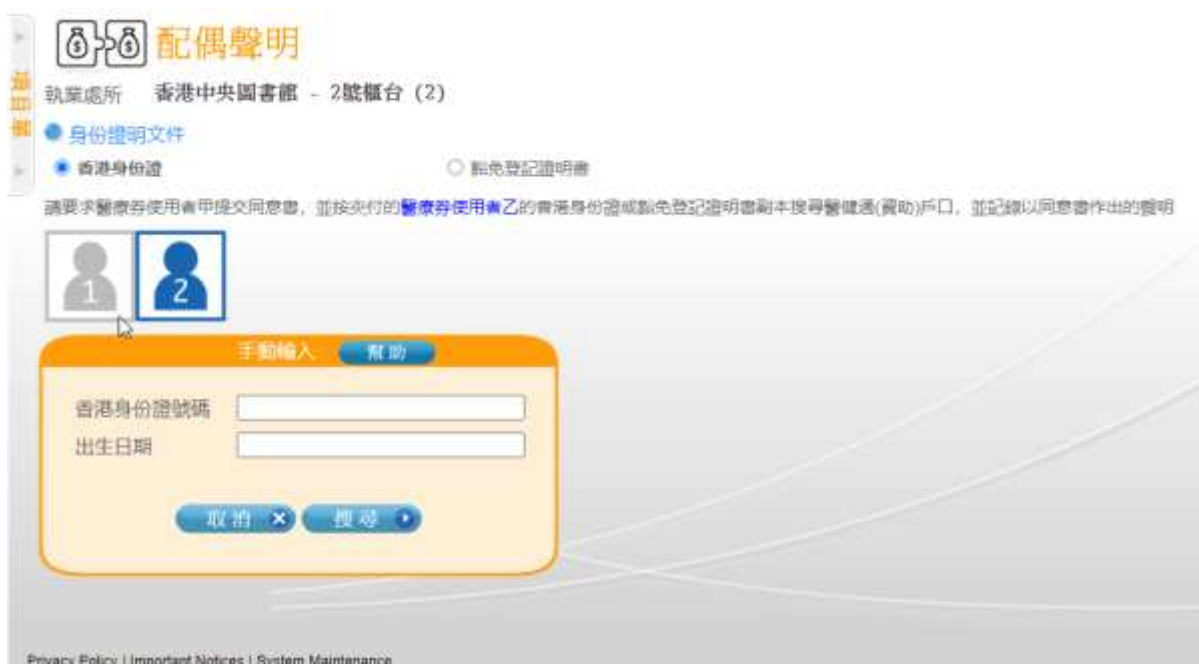 配偶聲明
執業處所 香港中央圖書館 - 2號櫃台 (2)
項目單
身份證明文件
香港身份證 豁免登記證明書
請要求醫療券使用者甲提交同意書，並按夾付的醫療券使用者乙的香港身份證或豁免登記證明書副本搜尋醫健通(資助)戶口，並記錄以同意書作出的聲明
1 2
手動輸入 幫助
香港身份證號碼
出生日期
取消 搜尋
Privacy Policy | Important Notices | System Maintenance